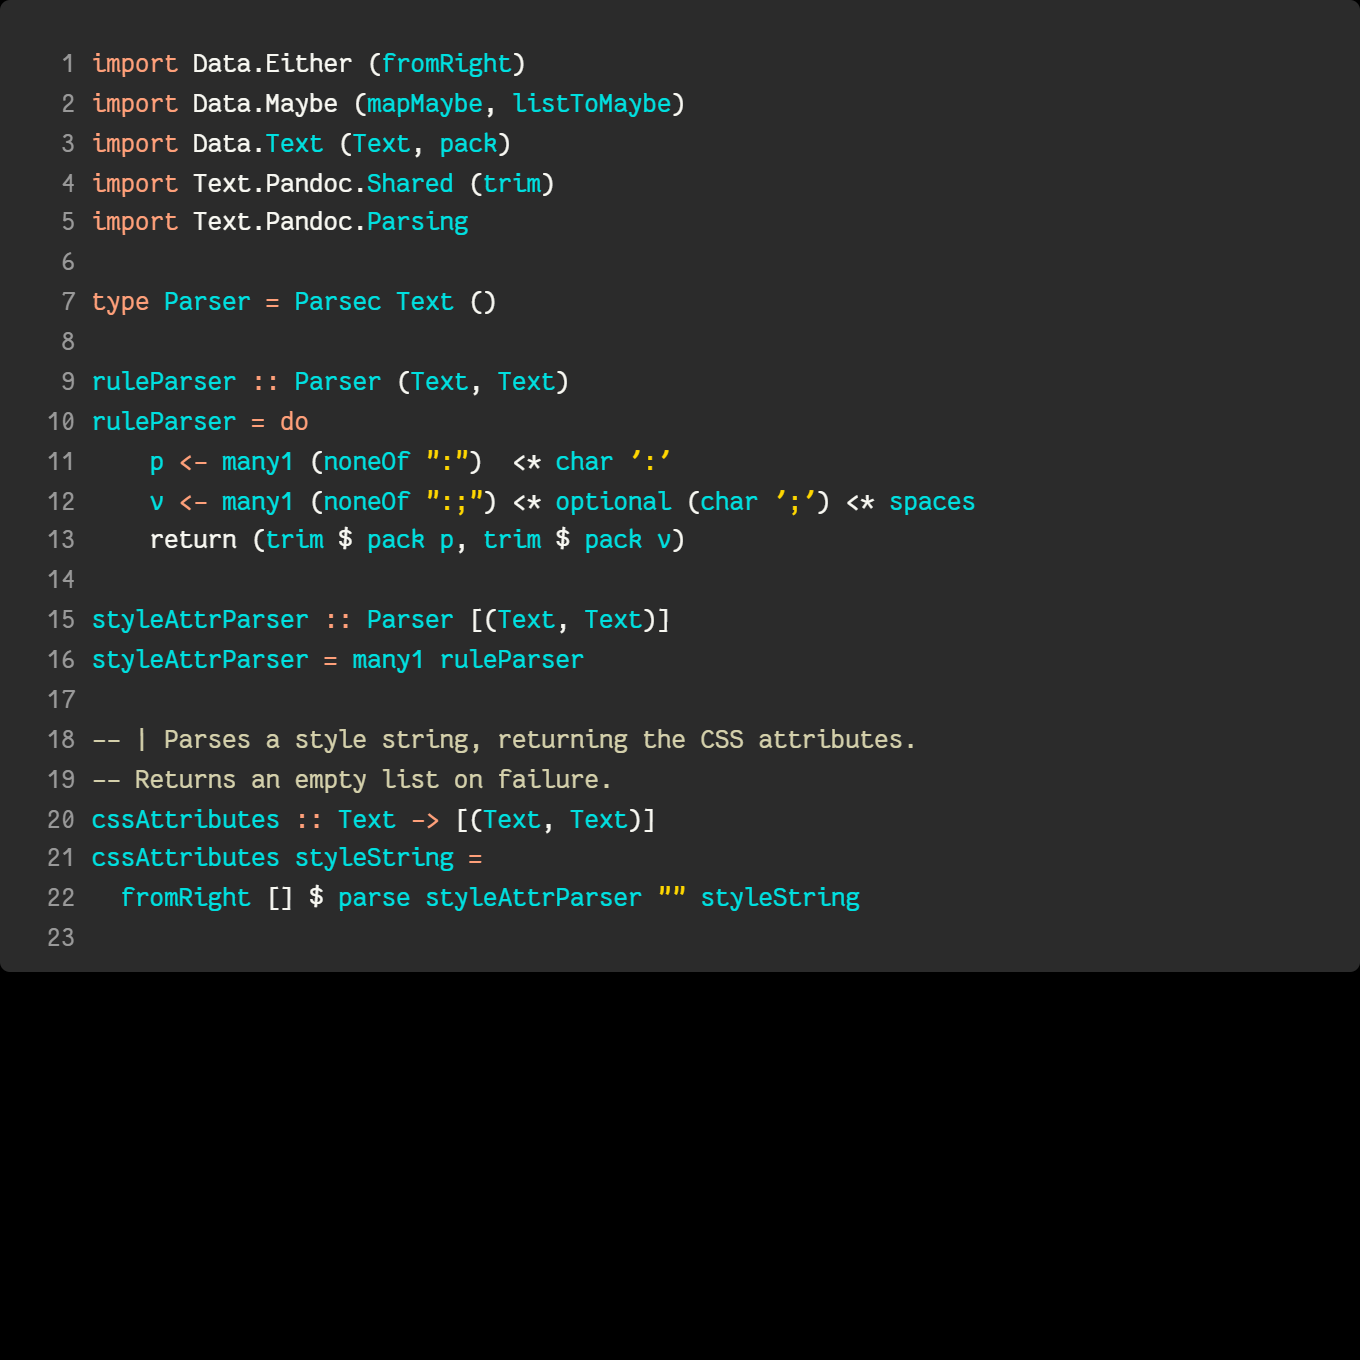 1 import Data.Either (fromRight)
2 import Data.Maybe (mapMaybe, listToMaybe)
3 import Data.Text (Text, pack)
4 import Text.Pandoc.Shared (trim)
5 import Text.Pandoc.Parsing
6
7 type Parser = Parsec Text ()
8
9 ruleParser :: Parser (Text, Text)
10 ruleParser = do
11     p <- many1 (noneOf ":")  <* char ':'
12     v <- many1 (noneOf ":;") <* optional (char ';') <* spaces
13     return (trim $ pack p, trim $ pack v)
14
15 styleAttrParser :: Parser [(Text, Text)]
16 styleAttrParser = many1 ruleParser
17
18 -- | Parses a style string, returning the CSS attributes.
19 -- Returns an empty list on failure.
20 cssAttributes :: Text -> [(Text, Text)]
21 cssAttributes styleString =
22   fromRight [] $ parse styleAttrParser "" styleString
23